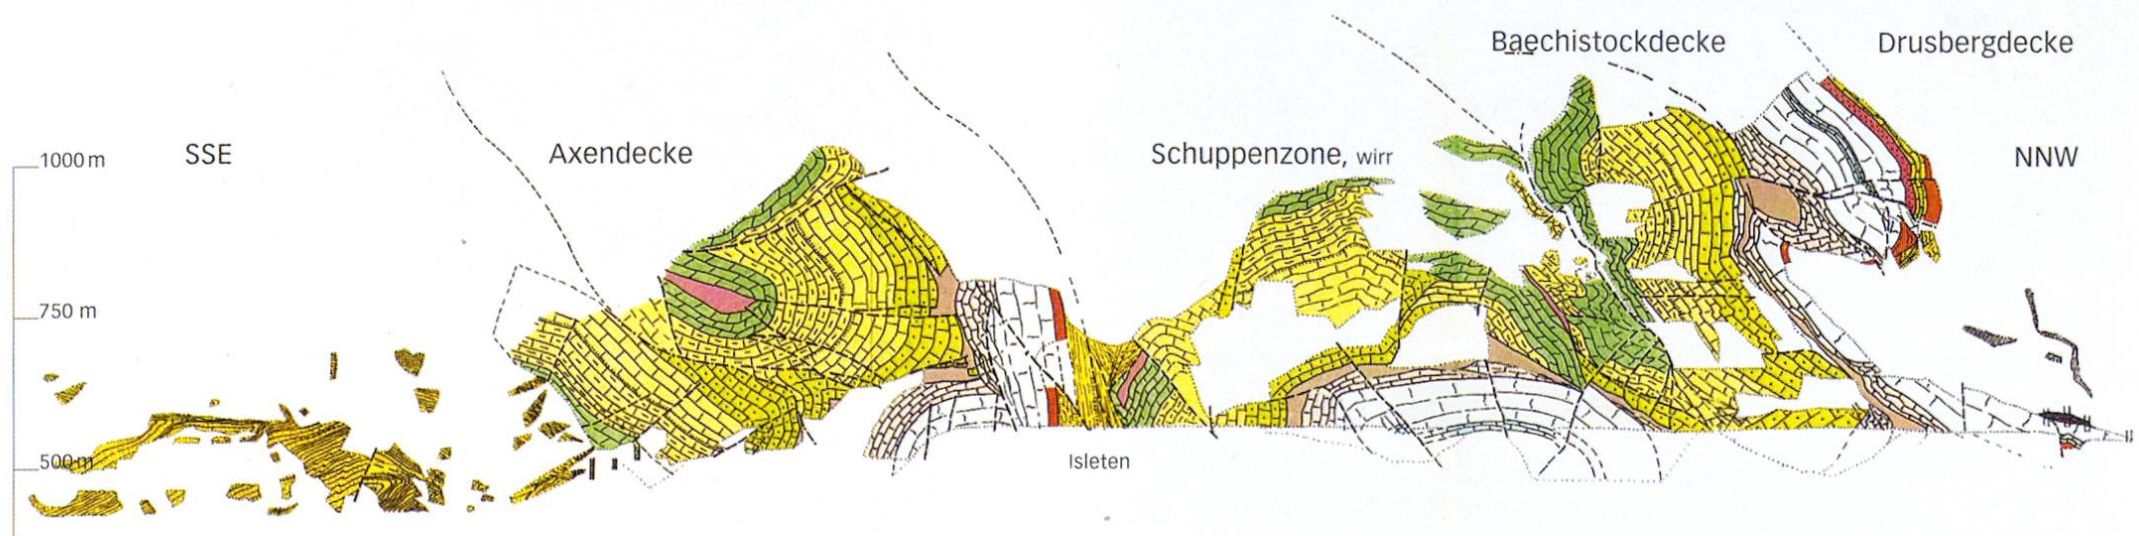 Baechistockdecke
Drusbergdecke
1000 m
SSE
Axendecke
Schuppenzone, wirr
NNW
750 m
500 m
Isleten